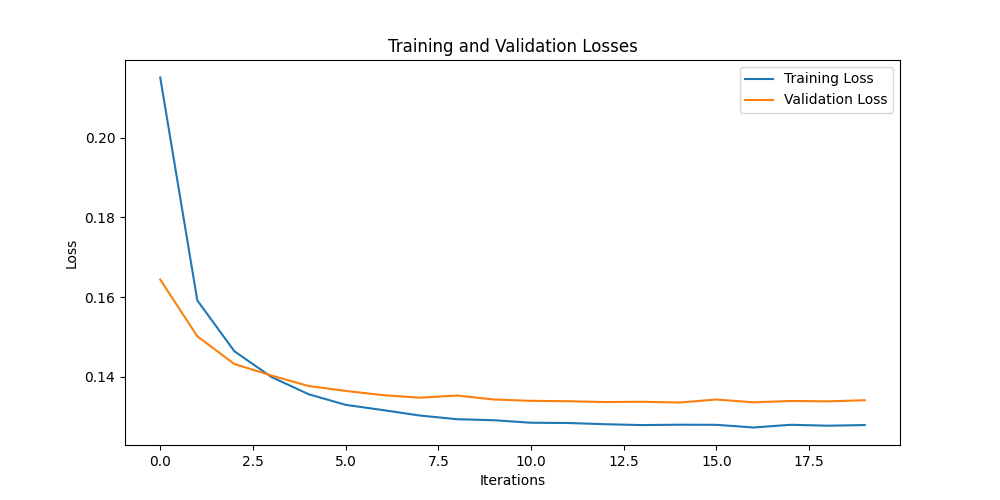 Training and Validation Losses
Training Loss
Validation Loss
Loss
0.20
0.18
0.16
0.14
0.0 2.5 5.0 7.5 10.0 12.5 15.0 17.5
Iterations